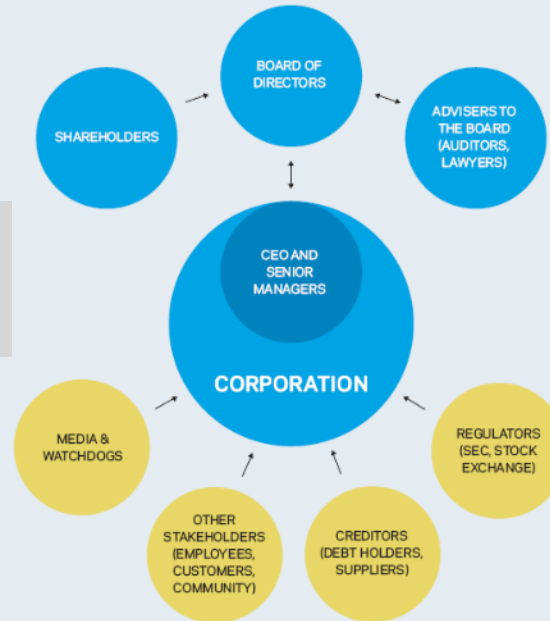 BOARD OF
DIRECTORS
SHAREHOLDERS
ADVISERS TO
THE BOARD
(AUDITORS,
LAWYERS)
CEO AND
SENIOR
MANAGERS
CORPORATION
MEDIA &
WATCHDOGS
REGULATORS
(SEC, STOCK
EXCHANGE)
OTHER
STAKEHOLDERS
(EMPLOYEES,
CUSTOMERS,
COMMUNITY)
CREDITORS
(DEBT HOLDERS,
SUPPLIERS)